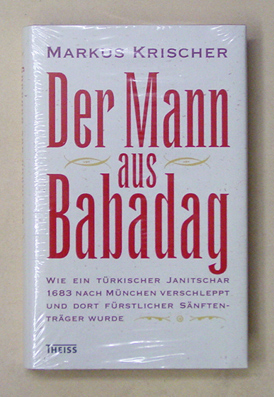 MARKUS KRISCHER
Der Mann
aus
Babadag
WIE EIN TÜRKISCHER JANITSCHAR
1683 NACH MÜNCHEN VERSCHLEPPT
UND DORT FÜRSTLICHER SÄNFTEN-
TRÄGER WURDE
THEISS